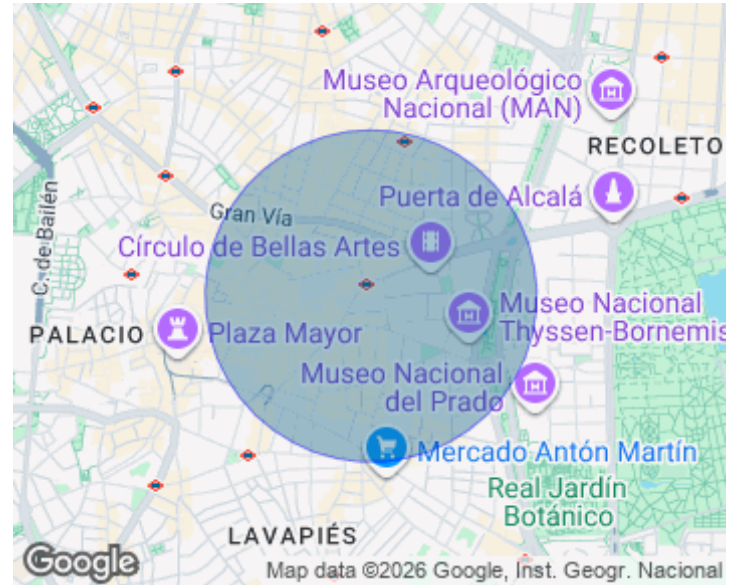 Museo Arqueológico
Nacional (MAN)
RECOLETO
Puerta de Alcalá
C. de Bailén
Gran Vía
Círculo de Bellas Artes
PALACIO
Plaza Mayor
Museo Nacional
Thyssen-Bornemis
Museo Nacional
del Prado
Mercado Antón Martín
Real Jardín
Botánico
LAVAPIÉS
Google
Map data ©2026 Google, Inst. Geogr. Nacional